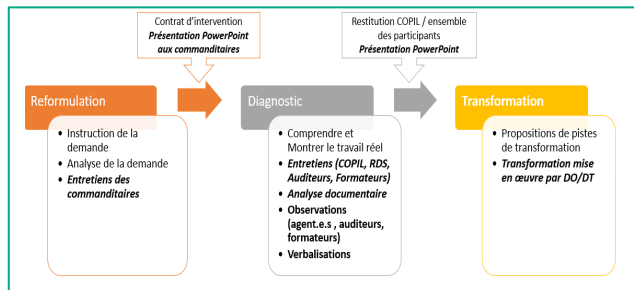 Contrat d'intervention
Présentation PowerPoint
aux commanditaires
Restitution COPIL / ensemble
des participants
Présentation PowerPoint
Reformulation
• Instruction de la
demande
• Analyse de la demande
• Entretiens des
commanditaires
Diagnostic
• Comprendre et
Montrer le travail réel
• Entretiens (COPIL, RDS,
Auditeurs, Formateurs)
• Analyse documentaire
• Observations
(agent.e.s , auditeurs,
formateurs)
• Verbalisations
Transformation
• Propositions de pistes
de transformation
• Transformation mise
en œuvre par DO/DT